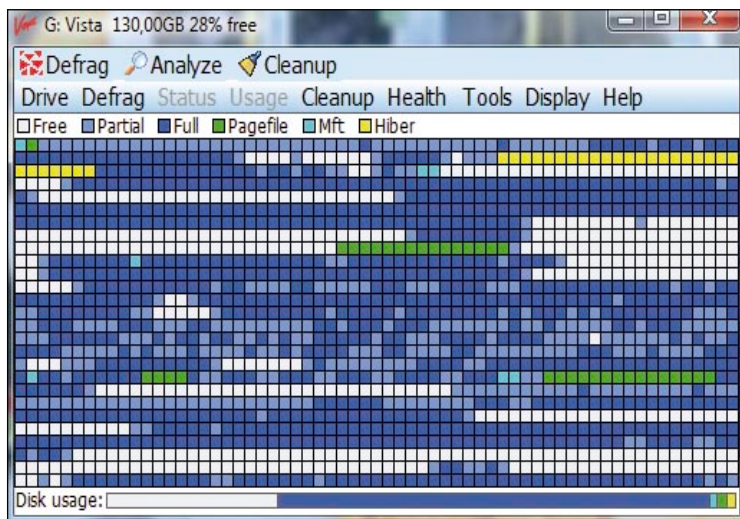 G: Vista 130,00GB 28% free
Defrag Analyze Cleanup
Drive Defrag Status Usage Cleanup Health Tools Display Help
Free Partial Full Pagefile Mft Hiber
Disk usage: